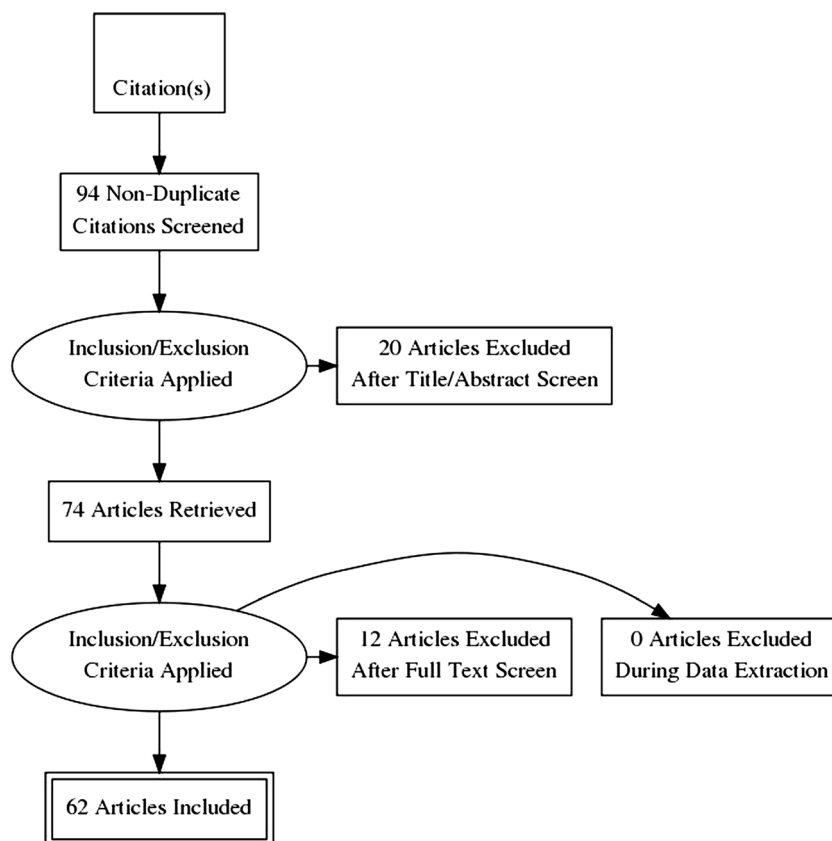 Citation(s)
94 Non-Duplicate
Citations Screened
Inclusion/Exclusion
Criteria Applied
20 Articles Excluded
After Title/Abstract Screen
74 Articles Retrieved
Inclusion/Exclusion
Criteria Applied
12 Articles Excluded
After Full Text Screen
0 Articles Excluded
During Data Extraction
62 Articles Included